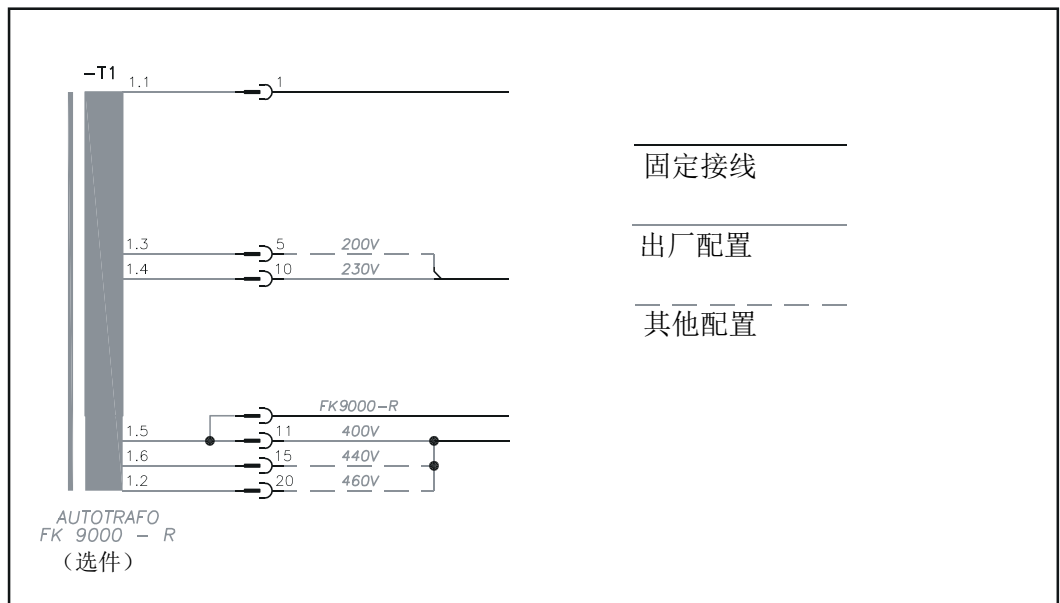 –T1
1.1 1
固定接线
出厂配置
1.3 5 200V
1.4 10 230V
其他配置
FK9000–R
1.5 11 400V
1.6 15 440V
1.2 20 460V
AUTOTRAFO
FK 9000 – R
（选件）